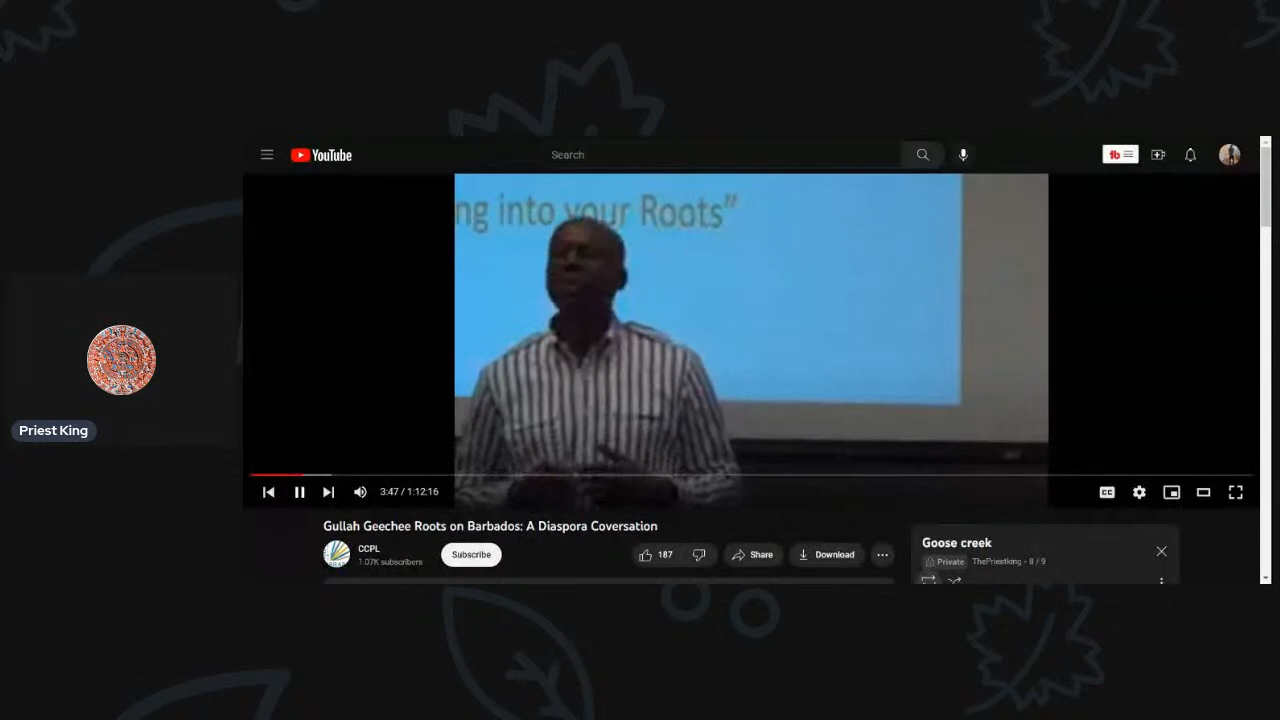 YouTube
Search
ng into your Roots”
3:47 / 1:12:16
CC
Gullah Geechee Roots on Barbados: A Diaspora Coversation
CCPL
1.07K subscribers
Subscribe
187
Share
Download
Goose creek
Private
ThePriestking - 8 / 9
Priest King